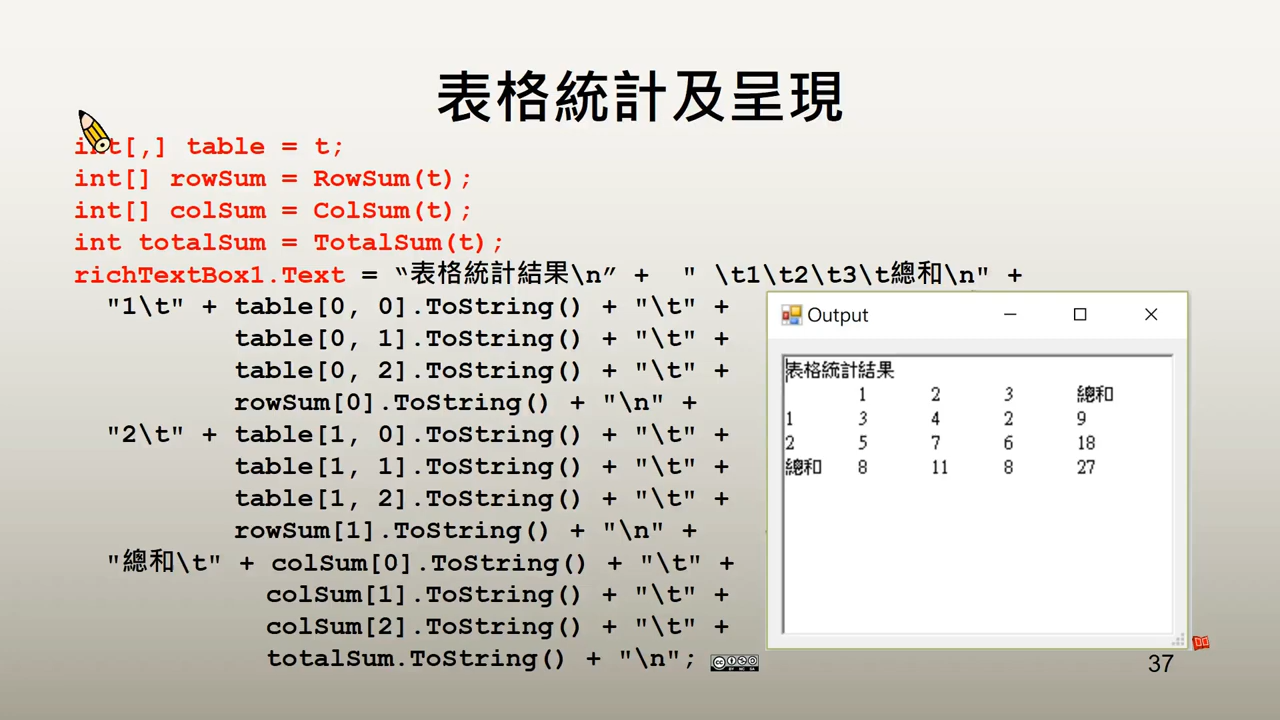 表格統計及呈現
int[,] table = t;
int[] rowSum = RowSum(t);
int[] colSum = ColSum(t);
int totalSum = TotalSum(t);
richTextBox1.Text = “表格統計結果\n” + " \t1\t2\t3\t總和\n" +
"1\t" + table[0, 0].ToString() + "\t" +
table[0, 1].ToString() + "\t" +
table[0, 2].ToString() + "\t" +
rowSum[0].ToString() + "\n" +
"2\t" + table[1, 0].ToString() + "\t" +
table[1, 1].ToString() + "\t" +
table[1, 2].ToString() + "\t" +
rowSum[1].ToString() + "\n" +
"總和\t" + colSum[0].ToString() + "\t" +
colSum[1].ToString() + "\t" +
colSum[2].ToString() + "\t" +
totalSum.ToString() + "\n";
Output
表格統計結果
1 2 3 總和
1 3 4 2 9
2 5 7 6 18
總和 8 11 8 27
37